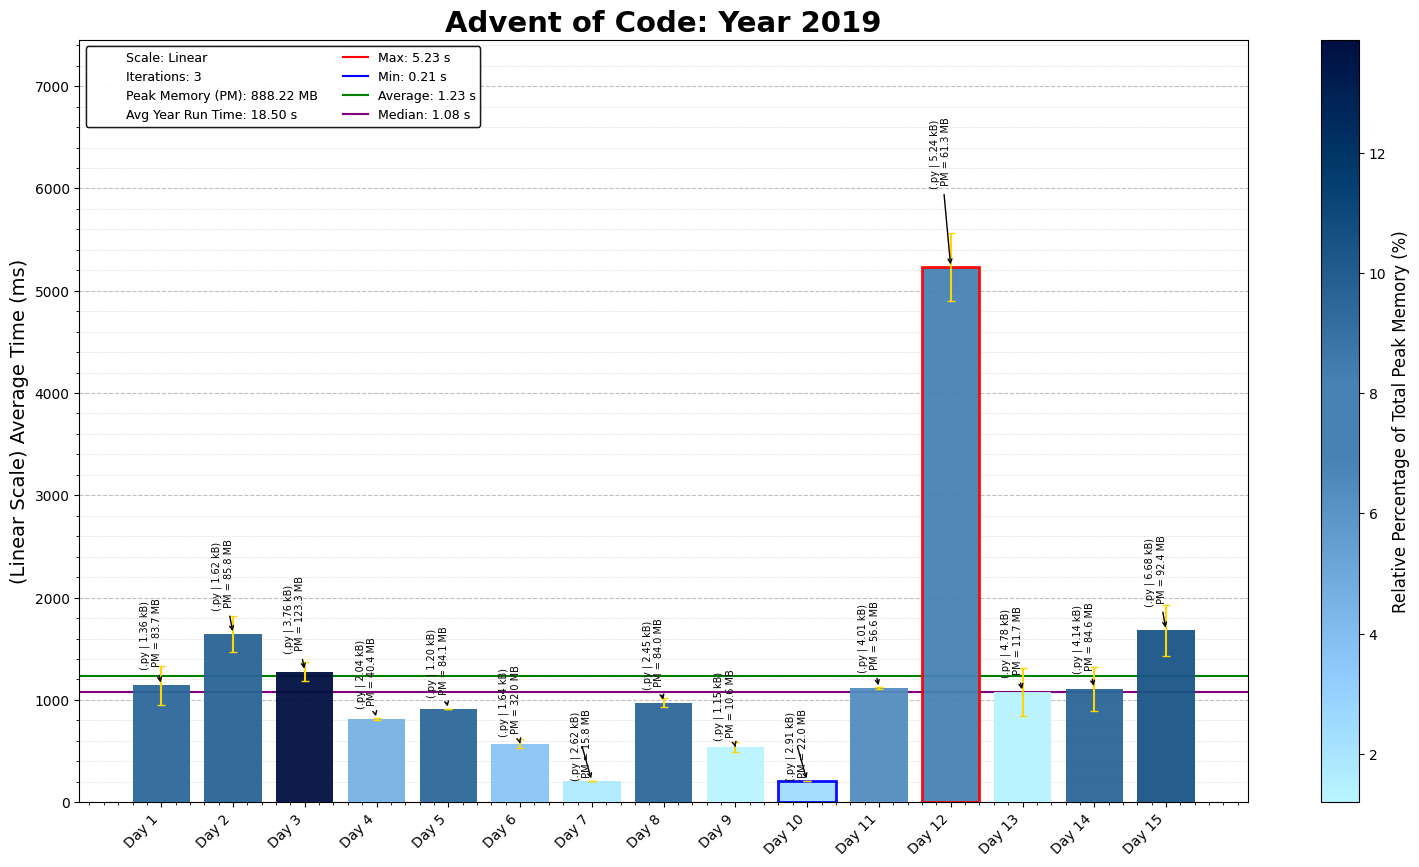 Advent of Code: Year 2019
Scale: Linear
Iterations: 3
Peak Memory (PM): 888.22 MB
Avg Year Run Time: 18.50 s
Max: 5.23 s
Min: 0.21 s
Average: 1.23 s
Median: 1.08 s
(Linear Scale) Average Time (ms)
7000
6000
5000
4000
3000
2000
1000
0
(.py | 1.36 kB)
PM = 83.7 MB
(.py | 1.62 kB)
PM = 85.8 MB
(.py | 3.76 kB)
PM = 123.3 MB
(.py | 2.04 kB)
PM = 40.4 MB
(.py | 1.20 kB)
PM = 84.1 MB
(.py | 1.64 kB)
PM = 32.0 MB
(.py | 2.62 kB)
PM = 15.8 MB
(.py | 2.45 kB)
PM = 84.0 MB
(.py | 1.15 kB)
PM = 10.6 MB
(.py | 2.91 kB)
PM = 22.0 MB
(.py | 4.01 kB)
PM = 56.6 MB
(.py | 5.24 kB)
PM = 61.3 MB
(.py | 4.78 kB)
PM = 11.7 MB
(.py | 4.14 kB)
PM = 84.6 MB
(.py | 6.68 kB)
PM = 92.4 MB
Day 1
Day 2
Day 3
Day 4
Day 5
Day 6
Day 7
Day 8
Day 9
Day 10
Day 11
Day 12
Day 13
Day 14
Day 15
12
10
8
6
4
2
Relative Percentage of Total Peak Memory (%)